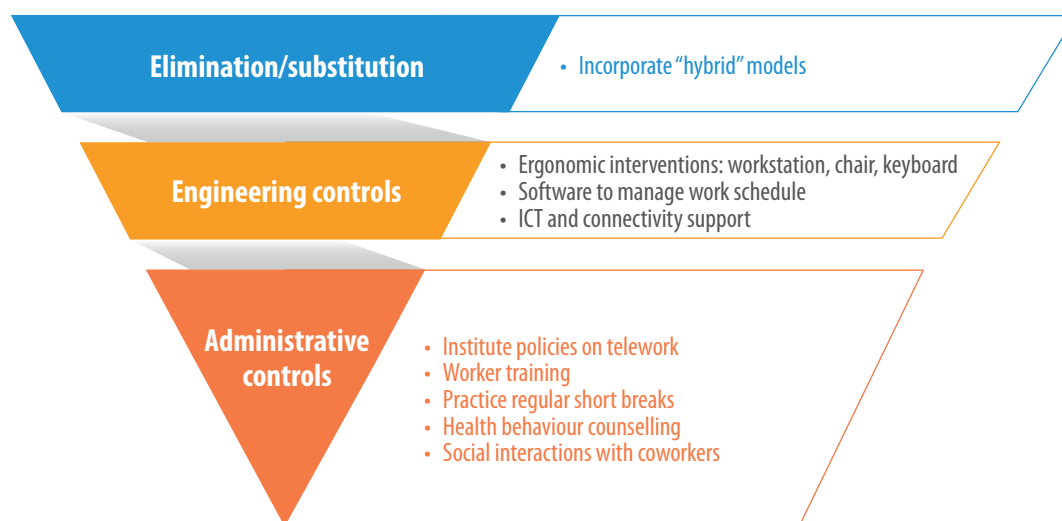 Elimination/substitution
• Incorporate “hybrid” models
Engineering controls
• Ergonomic interventions: workstation, chair, keyboard
• Software to manage work schedule
• ICT and connectivity support
Administrative
controls
• Institute policies on telework
• Worker training
• Practice regular short breaks
• Health behaviour counselling
• Social interactions with coworkers